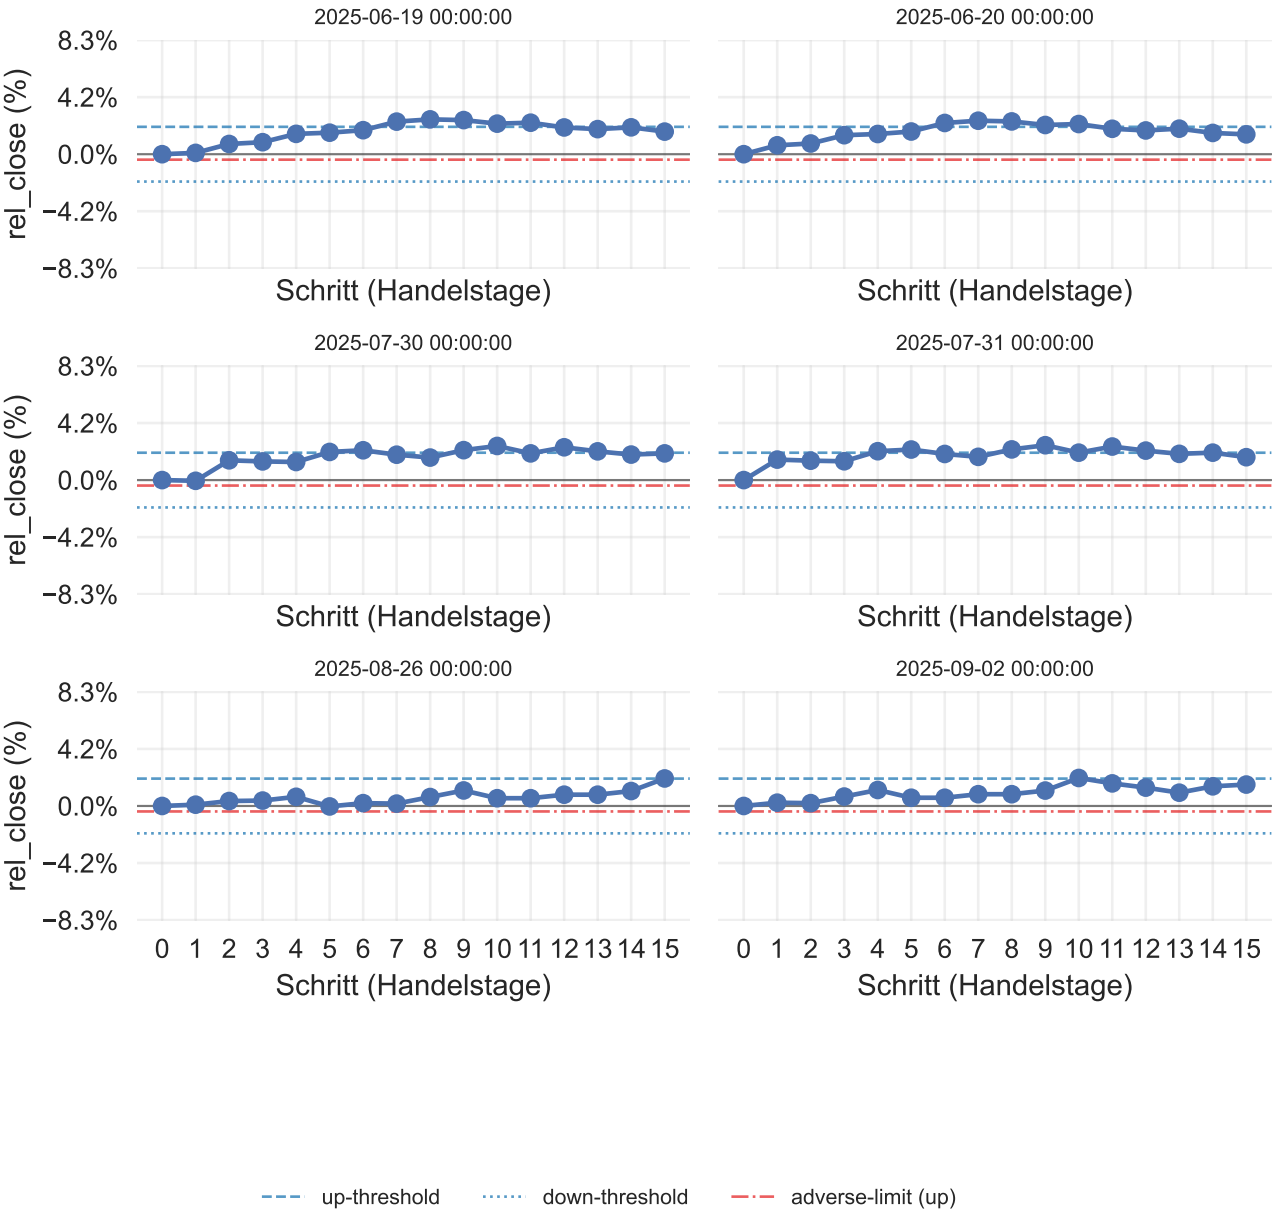 2025-06-19 00:00:00
8.3%
4.2%
0.0%
−4.2%
−8.3%
rel_close (%)
Schritt (Handelstage)
2025-06-20 00:00:00
Schritt (Handelstage)
2025-07-30 00:00:00
8.3%
4.2%
0.0%
−4.2%
−8.3%
rel_close (%)
Schritt (Handelstage)
2025-07-31 00:00:00
Schritt (Handelstage)
2025-08-26 00:00:00
8.3%
4.2%
0.0%
−4.2%
−8.3%
rel_close (%)
0 1 2 3 4 5 6 7 8 9 10 11 12 13 14 15
Schritt (Handelstage)
2025-09-02 00:00:00
0 1 2 3 4 5 6 7 8 9 10 11 12 13 14 15
Schritt (Handelstage)
up-threshold down-threshold adverse-limit (up)